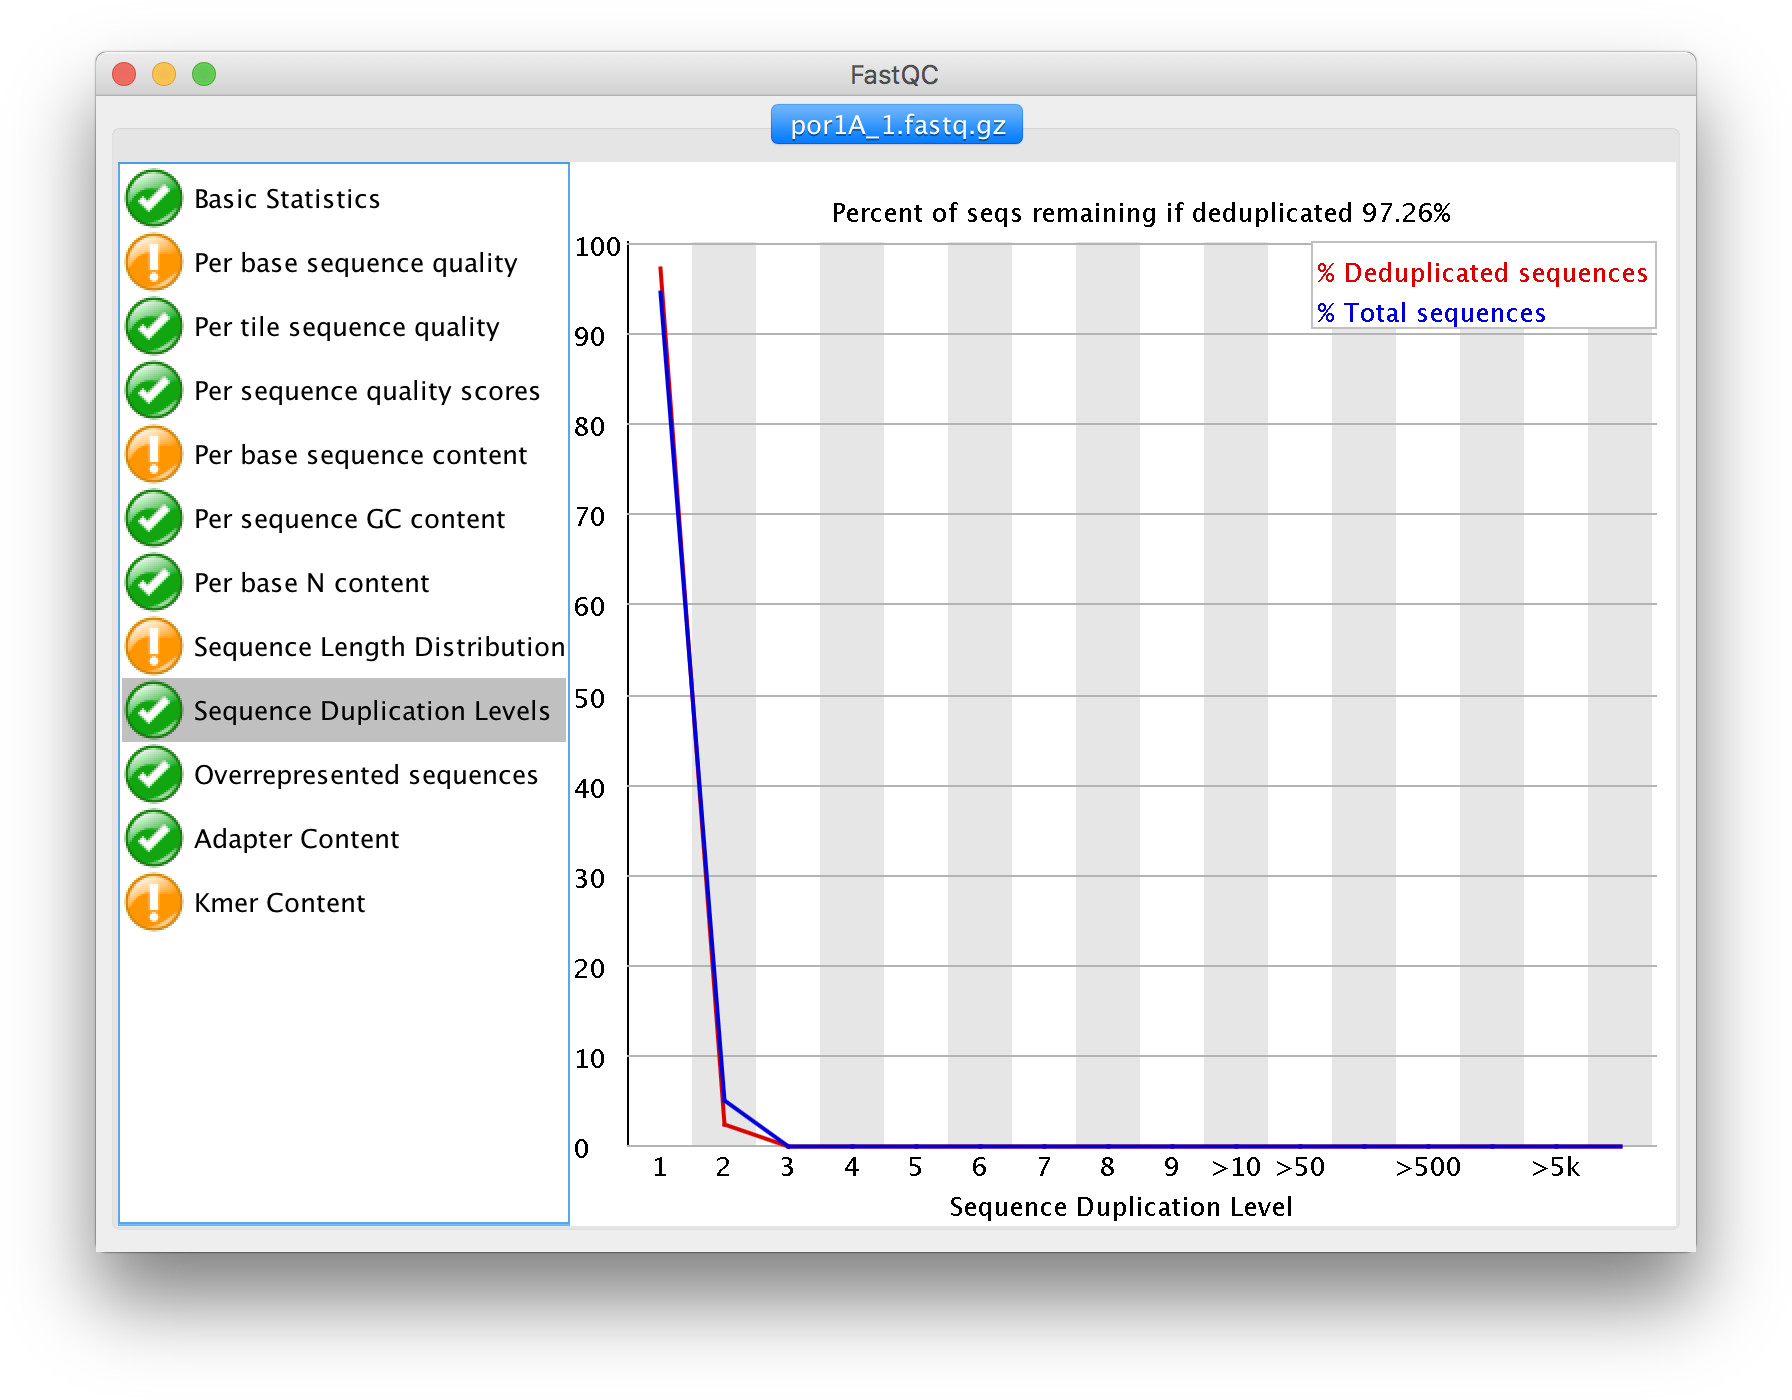 FastQC
por1A_1.fastq.gz
Basic Statistics
Per base sequence quality
Per tile sequence quality
Per sequence quality scores
Per base sequence content
Per sequence GC content
Per base N content
Sequence Length Distribution
Sequence Duplication Levels
Overrepresented sequences
Adapter Content
Kmer Content
Percent of seqs remaining if deduplicated 97.26%
% Deduplicated sequences
% Total sequences
100
90
80
70
60
50
40
30
20
10
0
1 2 3 4 5 6 7 8 9 >10 >50 >500 >5k
Sequence Duplication Level